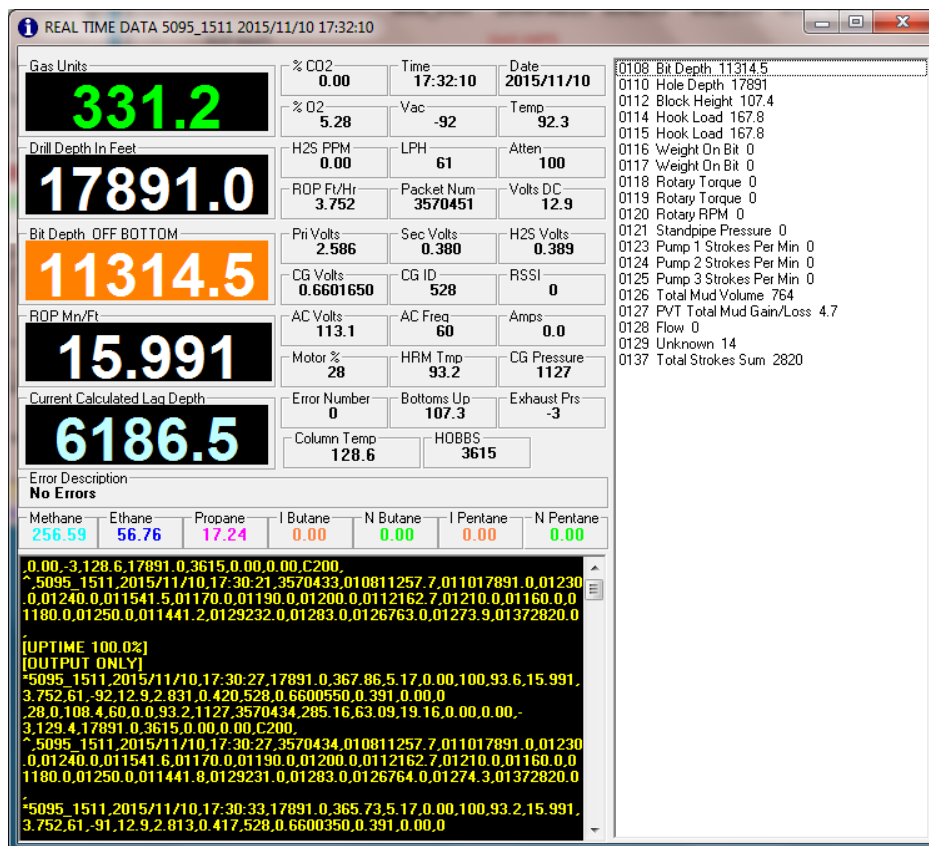 REAL TIME DATA 5095_1511 2015/11/10 17:32:10
Gas Units
331.2
% CO2
0.00
Time
17:32:10
Date
2015/11/10
% O2
5.28
Vac
-92
Temp
92.3
Drill Depth In Feet
17891.0
H2S PPM
0.00
LPH
61
Atten
100
ROP Ft/Hr
3.752
Packet Num
3570451
Volts DC
12.9
Bit Depth OFF BOTTOM
11314.5
Pri Volts
2.586
Sec Volts
0.380
H2S Volts
0.389
CG Volts
0.6601650
CG ID
528
RSSI
0
ROP Mn/Ft
15.991
AC Volts
113.1
AC Freq
60
Amps
0.0
Motor %
28
HRM Tmp
93.2
CG Pressure
1127
Current Calculated Lag Depth
6186.5
Error Number
0
Bottoms Up
107.3
Exhaust Prs
-3
Column Temp
128.6
HOBBS
3615
Error Description
No Errors
Methane
256.59
Ethane
56.76
Propane
17.24
I Butane
0.00
N Butane
0.00
I Pentane
0.00
N Pentane
0.00
,0.00,-3,128.6,17891.0,3615,0.00,0.00,C200,
^,5095_1511,2015/11/10,17:30:21,3570433,010811257.7,011017891.0,01230
.0,01240.0,011541.5,01170.0,01190.0,01200.0,0112162.7,01210.0,01160.0,0
1180.0,01250.0,011441.2,0129232.0,01283.0,0126763.0,01273.9,01372820.0
,
[UPTIME 100.0%]
[OUTPUT ONLY]
*5095_1511,2015/11/10,17:30:27,17891.0,367.86,5.17,0.00,100,93.6,15.991,
3.752,61,-92,12.9,2.831,0.420,528,0.6600550,0.391,0.00,0
,28,0,108.4,60,0.0,93.2,1127,3570434,285.16,63.09,19.16,0.00,0.00,-
3,129.4,17891.0,3615,0.00,0.00,C200,
^,5095_1511,2015/11/10,17:30:27,3570434,010811257.7,011017891.0,01230
.0,01240.0,011541.6,01170.0,01190.0,01200.0,0112162.7,01210.0,01160.0,0
1180.0,01250.0,011441.8,0129231.0,01283.0,0126764.0,01274.3,01372820.0
,
*5095_1511,2015/11/10,17:30:33,17891.0,365.73,5.17,0.00,100,93.2,15.991,
3.752,61,-91,12.9,2.813,0.417,528,0.6600350,0.391,0.00,0
0108 Bit Depth 11314.5
0110 Hole Depth 17891
0112 Block Height 107.4
0114 Hook Load 167.8
0115 Hook Load 167.8
0116 Weight On Bit 0
0117 Weight On Bit 0
0118 Rotary Torque 0
0119 Rotary Torque 0
0120 Rotary RPM 0
0121 Standpipe Pressure 0
0123 Pump 1 Strokes Per Min 0
0124 Pump 2 Strokes Per Min 0
0125 Pump 3 Strokes Per Min 0
0126 Total Mud Volume 764
0127 PVT Total Mud Gain/Loss 4.7
0128 Flow 0
0129 Unknown 14
0137 Total Strokes Sum 2820